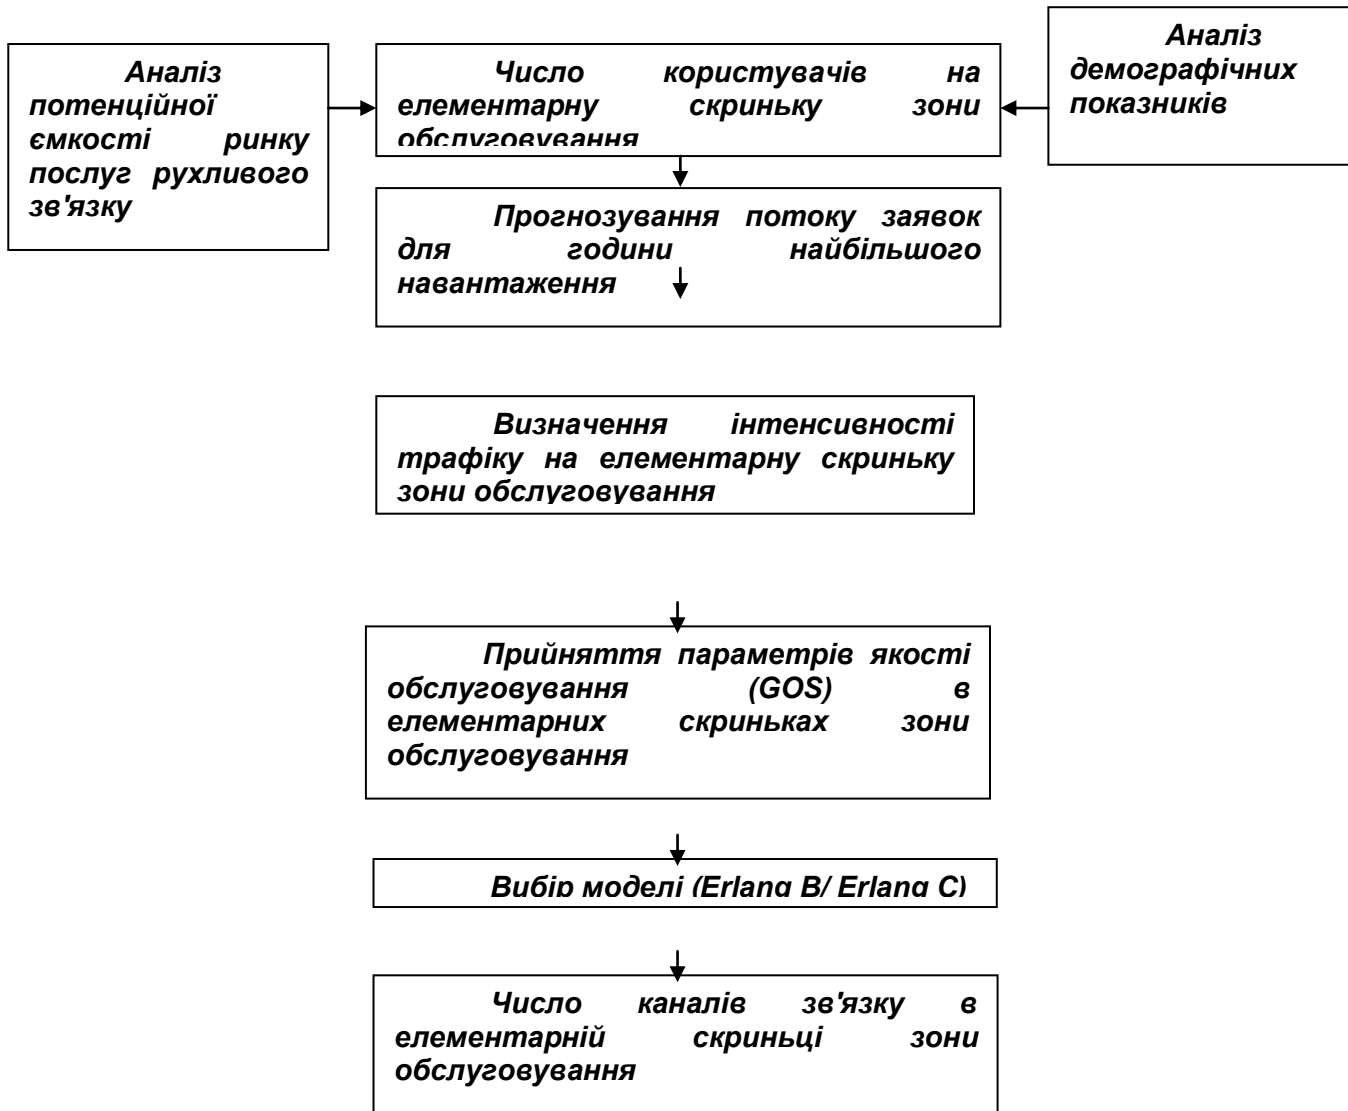 Аналіз
потенційної
ємкості ринку
послуг рухливого
зв'язку
Число користувачів на
елементарну скриньку зони
обслуговування
Аналіз
демографічних
показників
Прогнозування потоку заявок
для години найбільшого
навантаження
Визначення інтенсивності
трафіку на елементарну скриньку
зони обслуговування
Прийняття параметрів якості
обслуговування (GOS) в
елементарних скриньках зони
обслуговування
Вибір моделі (Erlang B/ Erlang C)
Число каналів зв'язку в
елементарній скриньці зони
обслуговування